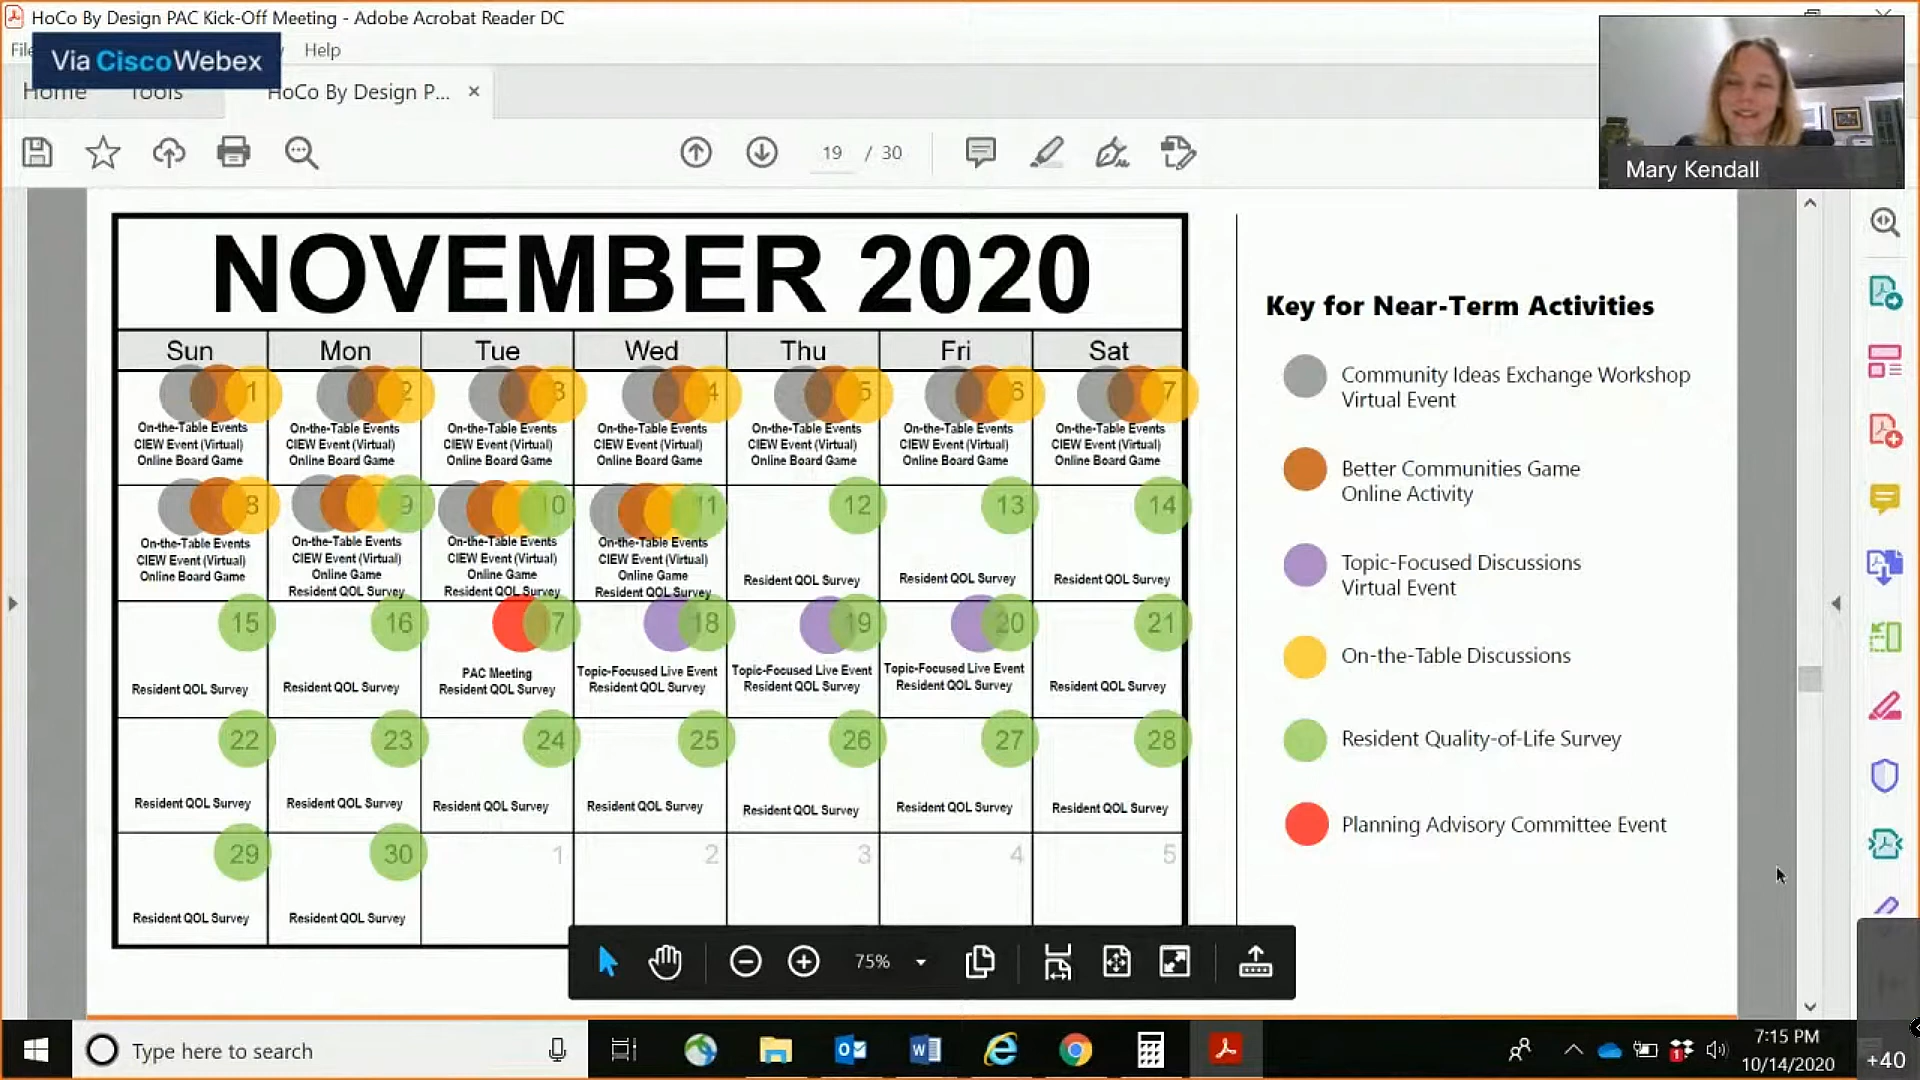 HoCo By Design PAC Kick-Off Meeting - Adobe Acrobat Reader DC
Via CiscoWebex
Help
Home Tools HoCo By Design P... ×
19 / 30
Mary Kendall
NOVEMBER 2020
Sun Mon Tue Wed Thu Fri Sat
1 2 3 4 5 6 7
On-the-Table Events On-the-Table Events On-the-Table Events On-the-Table Events On-the-Table Events On-the-Table Events On-the-Table Events
CIEW Event (Virtual) CIEW Event (Virtual) CIEW Event (Virtual) CIEW Event (Virtual) CIEW Event (Virtual) CIEW Event (Virtual) CIEW Event (Virtual)
Online Board Game Online Board Game Online Board Game Online Board Game Online Board Game Online Board Game Online Board Game
8 9 10 11 12 13 14
On-the-Table Events On-the-Table Events On-the-Table Events On-the-Table Events
CIEW Event (Virtual) CIEW Event (Virtual) CIEW Event (Virtual) CIEW Event (Virtual)
Online Board Game Online Game Online Game Online Game
Resident QOL Survey Resident QOL Survey Resident QOL Survey Resident QOL Survey Resident QOL Survey Resident QOL Survey
15 16 17 18 19 20 21
PAC Meeting Topic-Focused Live Event Topic-Focused Live Event Topic-Focused Live Event
Resident QOL Survey Resident QOL Survey Resident QOL Survey Resident QOL Survey Resident QOL Survey Resident QOL Survey Resident QOL Survey
22 23 24 25 26 27 28
Resident QOL Survey Resident QOL Survey Resident QOL Survey Resident QOL Survey Resident QOL Survey Resident QOL Survey Resident QOL Survey
29 30 1 2 3 4 5
Resident QOL Survey Resident QOL Survey
Key for Near-Term Activities
Community Ideas Exchange Workshop
Virtual Event
Better Communities Game
Online Activity
Topic-Focused Discussions
Virtual Event
On-the-Table Discussions
Resident Quality-of-Life Survey
Planning Advisory Committee Event
75%
Type here to search
7:15 PM
10/14/2020
+40